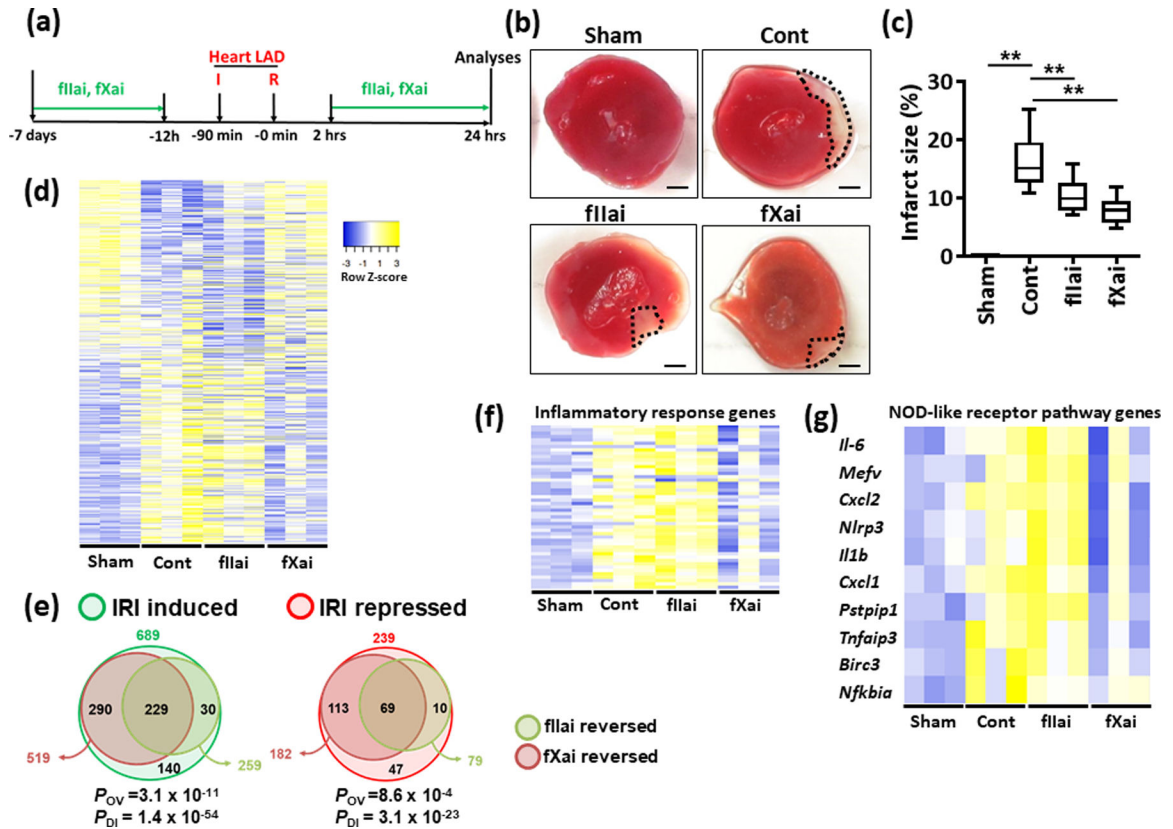 (a)
Heart LAD
Analyses
fIIai, fXai
I
R
fIIai, fXai
-7 days
-12h
-90 min
-0 min
2 hrs
24 hrs
(b)
Sham
Cont
fIIai
fXai
(c)
Infarct size (%)
30
20
10
0
**
**
**
Sham
Cont
fIIai
fXai
(d)
-3 -1 1 3
Row Z-score
Sham
Cont
fIIai
fXai
(e)
IRI induced
IRI repressed
689
290
229
30
519
140
259
P_OV =3.1 x 10^-11
P_DI = 1.4 x 10^-54
239
113
69
10
182
47
79
P_OV =8.6 x 10^-4
P_DI = 3.1 x 10^-23
fIIai reversed
fXai reversed
(f)
Inflammatory response genes
Sham
Cont
fIIai
fXai
(g)
NOD-like receptor pathway genes
Il-6
Mefv
Cxcl2
Nlrp3
Il1b
Cxcl1
Pstpip1
Tnfaip3
Birc3
Nfkbia
Sham
Cont
fIIai
fXai